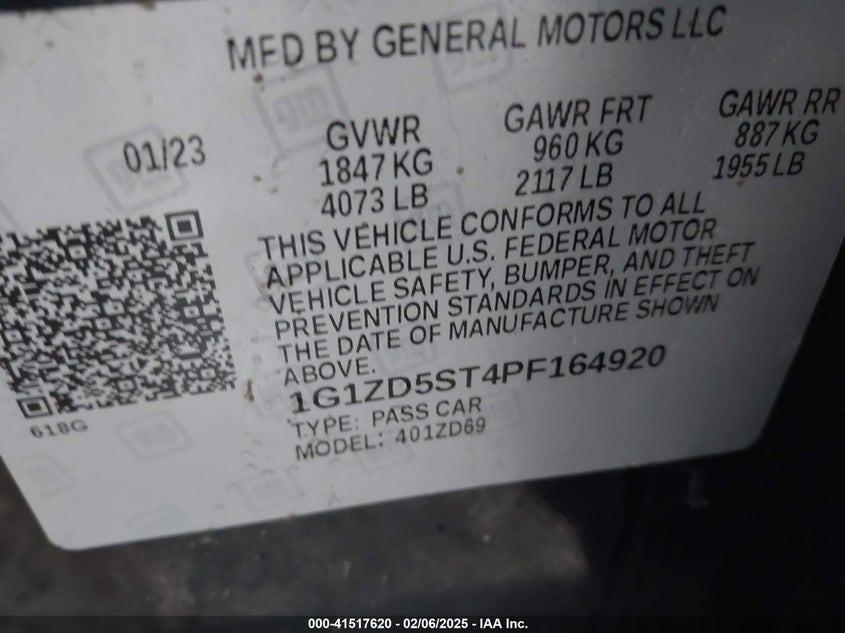 MFD BY GENERAL MOTORS LLC
01/23
GVWR
1847 KG
4073 LB
GAWR FRT
960 KG
2117 LB
GAWR RR
887 KG
1955 LB
THIS VEHICLE CONFORMS TO ALL
APPLICABLE U.S. FEDERAL MOTOR
VEHICLE SAFETY, BUMPER, AND THEFT
PREVENTION STANDARDS IN EFFECT ON
THE DATE OF MANUFACTURE SHOWN
ABOVE.
1G1ZD5ST4PF164920
TYPE: PASS CAR
MODEL: 401ZD69
618G
000-41517620 - 02/06/2025 - IAA Inc.